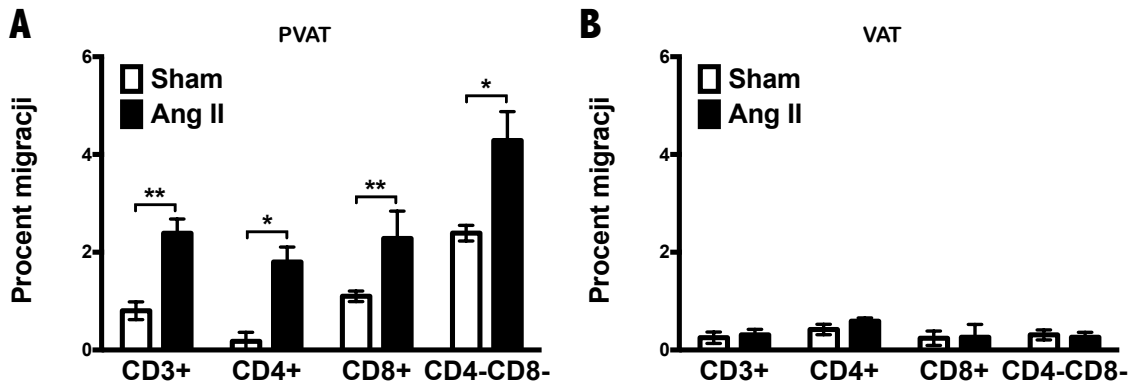 A
PVAT
Procent migracji
6
4
2
0
Sham
Ang II
**
*
**
*
CD3+
CD4+
CD8+
CD4-CD8-
B
VAT
Procent migracji
6
4
2
0
Sham
Ang II
CD3+
CD4+
CD8+
CD4-CD8-